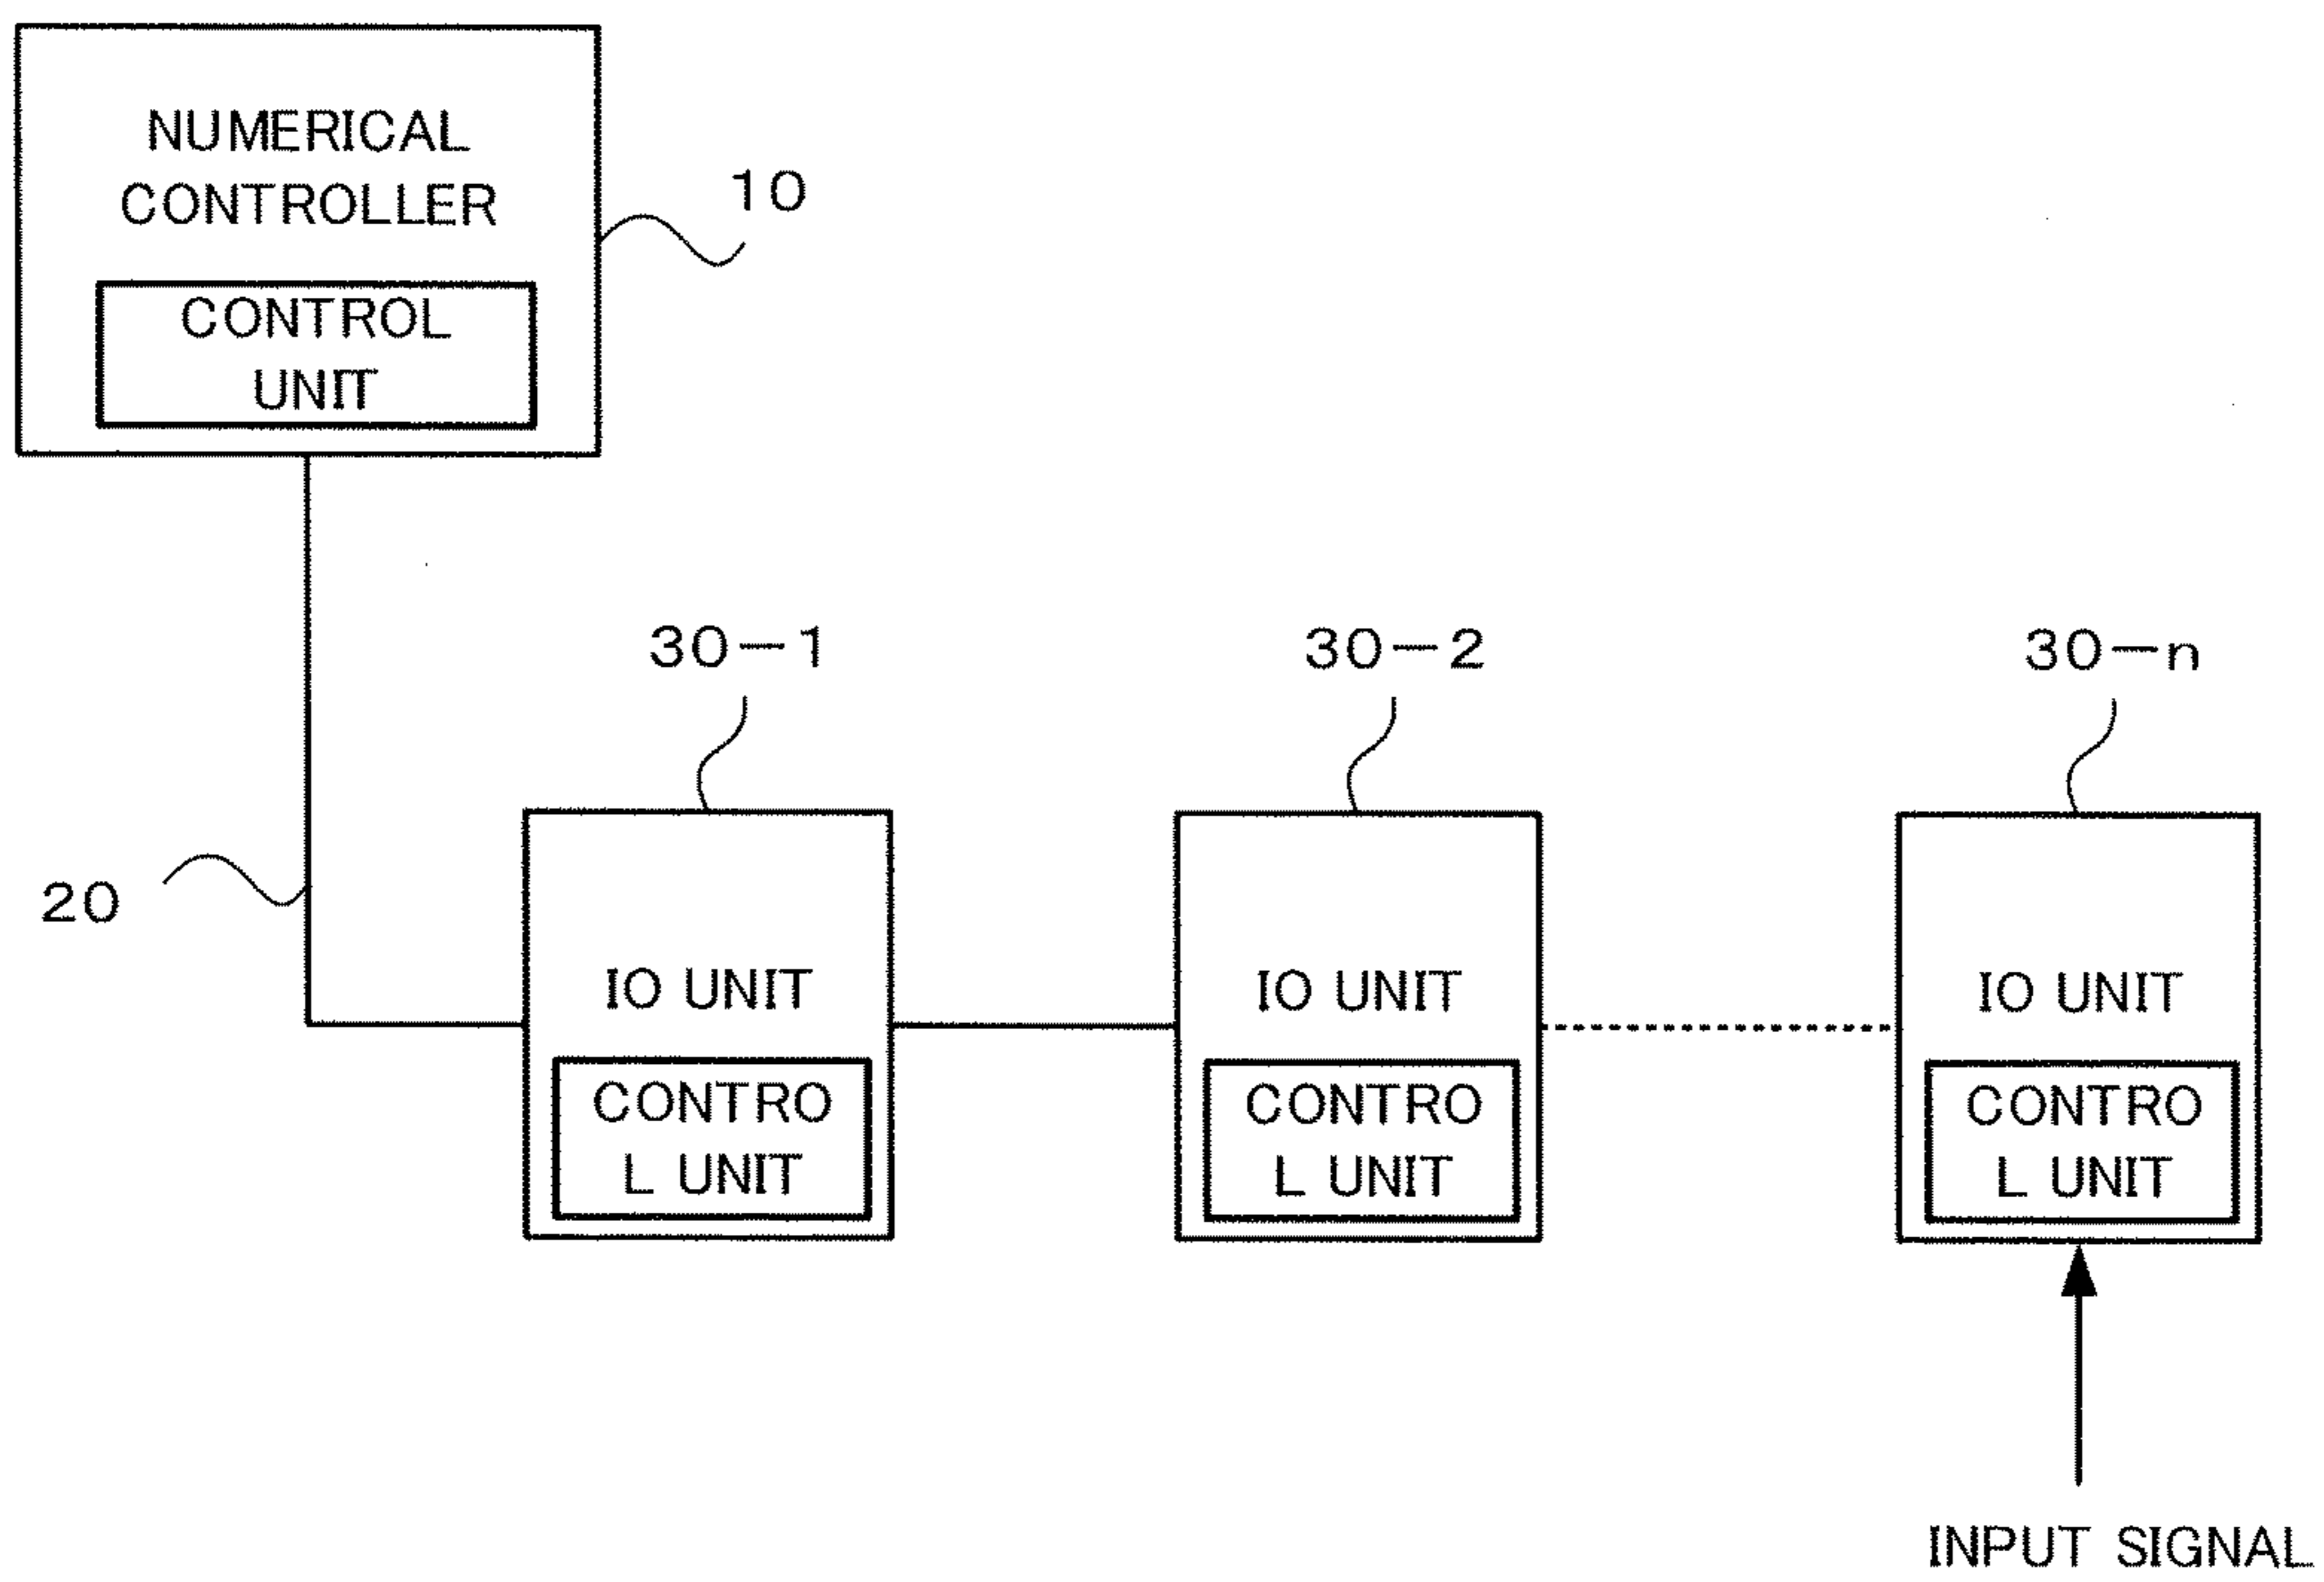 NUMERICAL
CONTROLLER
10
CONTROL
UNIT
30-1
30-2
30-n
20
IO UNIT
IO UNIT
IO UNIT
CONTRO
L UNIT
CONTRO
L UNIT
CONTRO
L UNIT
INPUT SIGNAL